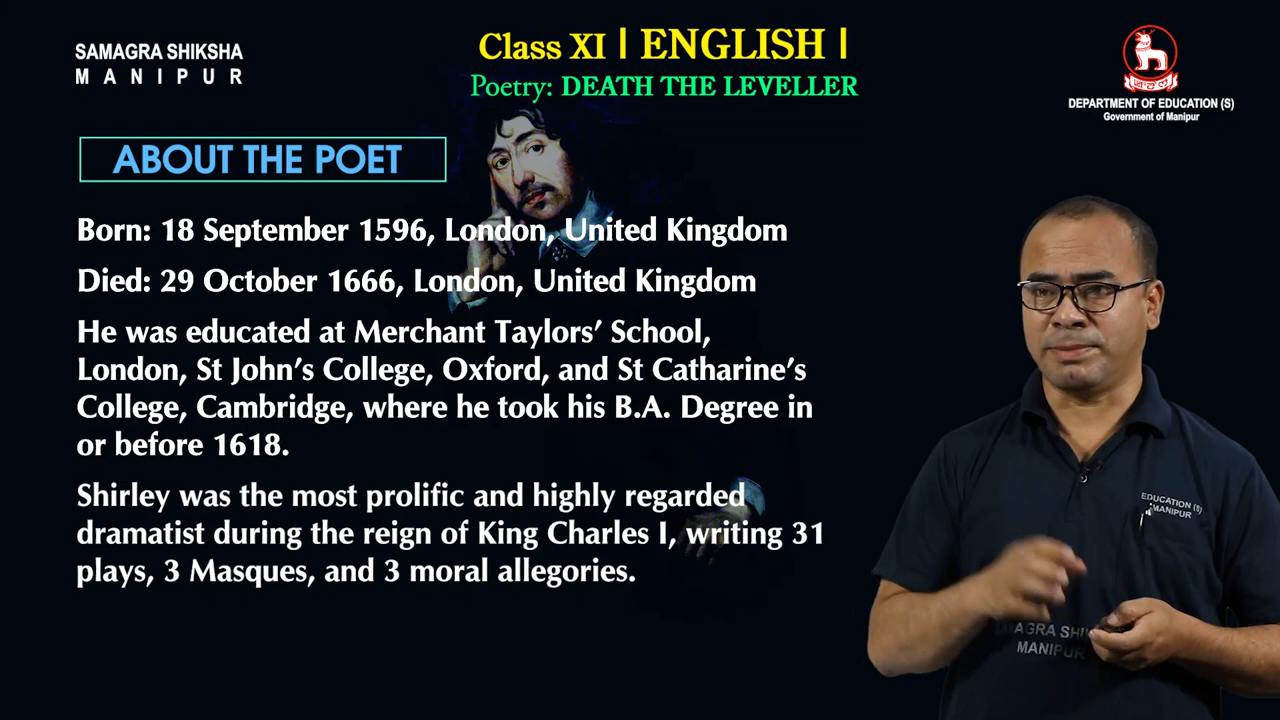 SAMAGRA SHIKSHA
MANIPUR
Class XI | ENGLISH |
Poetry: DEATH THE LEVELLER
DEPARTMENT OF EDUCATION (S)
Government of Manipur
ABOUT THE POET
Born: 18 September 1596, London, United Kingdom
Died: 29 October 1666, London, United Kingdom
He was educated at Merchant Taylors’ School,
London, St John’s College, Oxford, and St Catharine’s
College, Cambridge, where he took his B.A. Degree in
or before 1618.
Shirley was the most prolific and highly regarded
dramatist during the reign of King Charles I, writing 31
plays, 3 Masques, and 3 moral allegories.
EDUCATION (S)
MANIPUR
MANIPUR